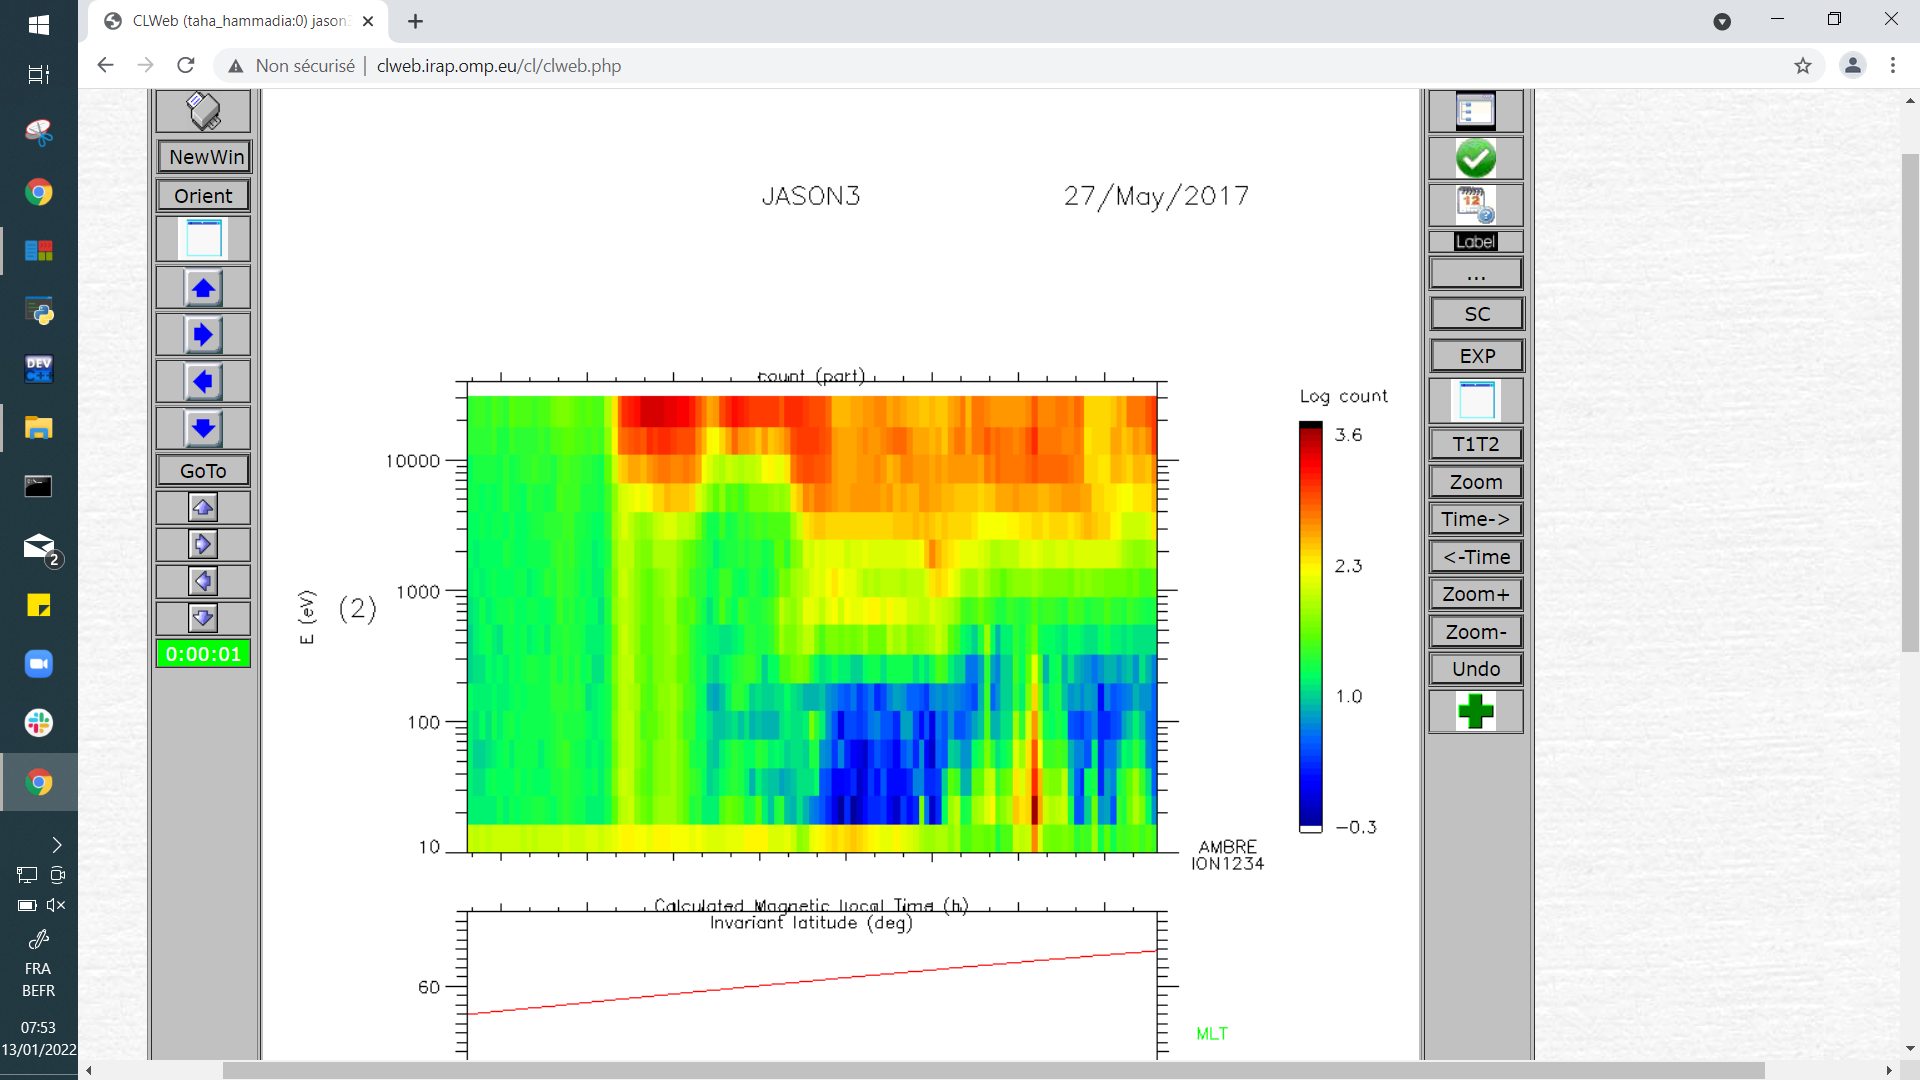 CLWeb (taha_hammadia:0) jason3
Non sécurisé
clweb.irap.omp.eu/cl/clweb.php
NewWin
Orient
GoTo
0:00:01
JASON3
27/May/2017
count (part)
Log count
3.6
2.3
1.0
-0.3
10000
1000
100
10
E (eV)
(2)
AMBRE
ION1234
Calculated Magnetic Local Time (h)
Invariant latitude (deg)
60
MLT
12
Label
...
SC
EXP
T1T2
Zoom
Time->
<-Time
Zoom+
Zoom-
Undo
DEV
C++
2
FRA
BEFR
07:53
13/01/2022